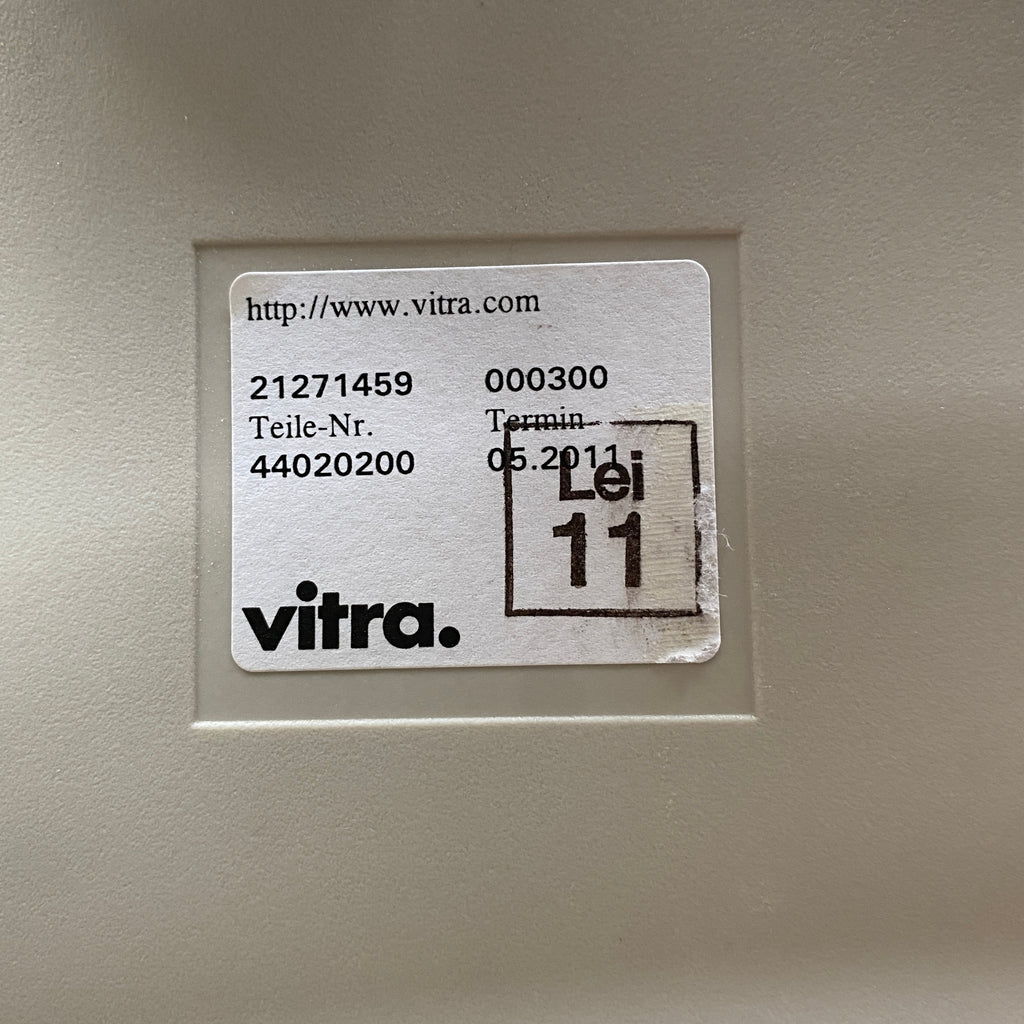 http://www.vitra.com
21271459 000300
Teile-Nr. Termin
44020200 05.2011
Lei
11
vitra.